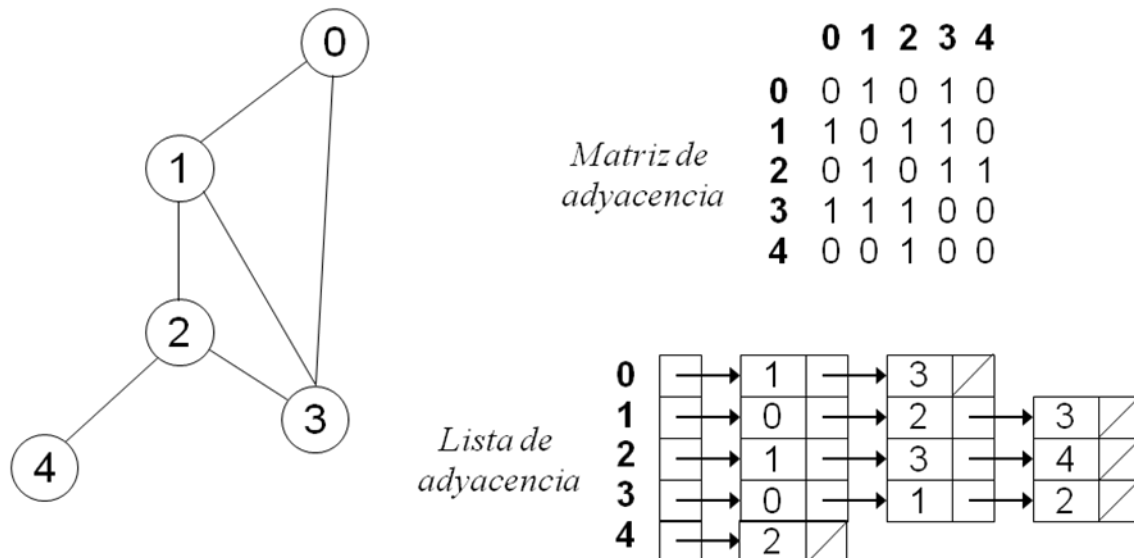 0
1
2
3
4
0 1 2 3 4
0 0 1 0 1 0
1 1 0 1 1 0
2 0 1 0 1 1
3 1 1 1 0 0
4 0 0 1 0 0
Matriz de
adyacencia
0 1 3
1 0 2 3
2 1 3 4
3 0 1 2
4 2
Lista de
adyacencia